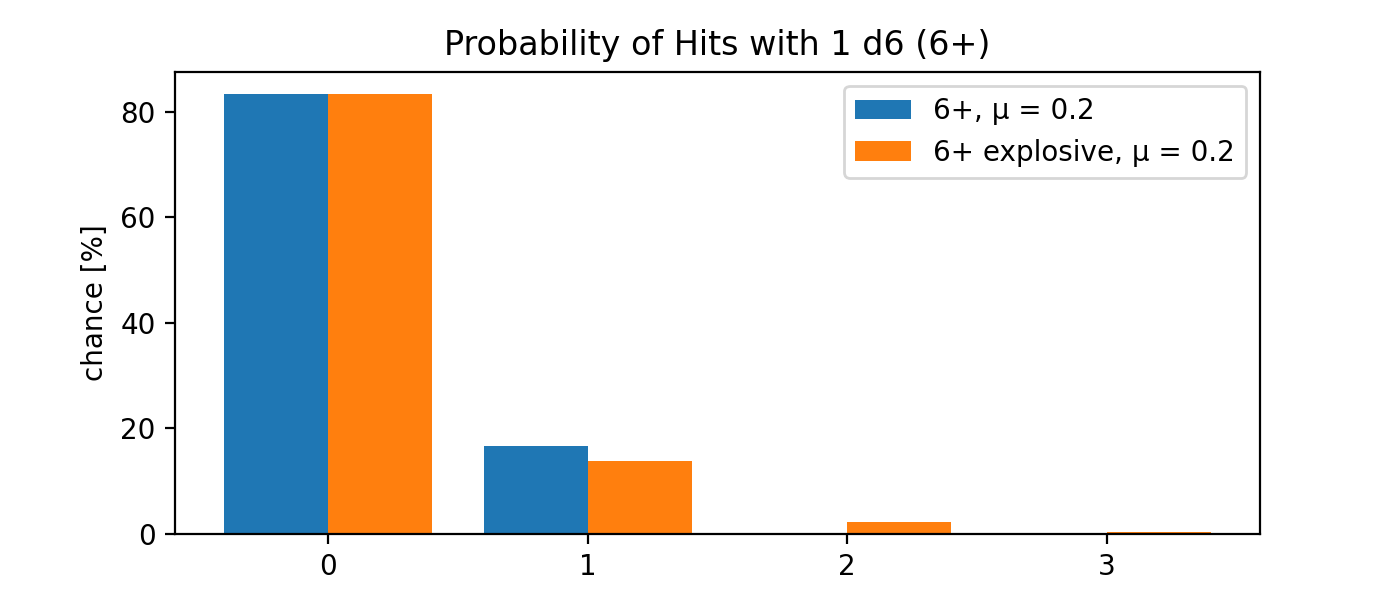 Probability of Hits with 1 d6 (6+)
6+, μ = 0.2
6+ explosive, μ = 0.2
chance [%]
80
60
40
20
0
0 1 2 3